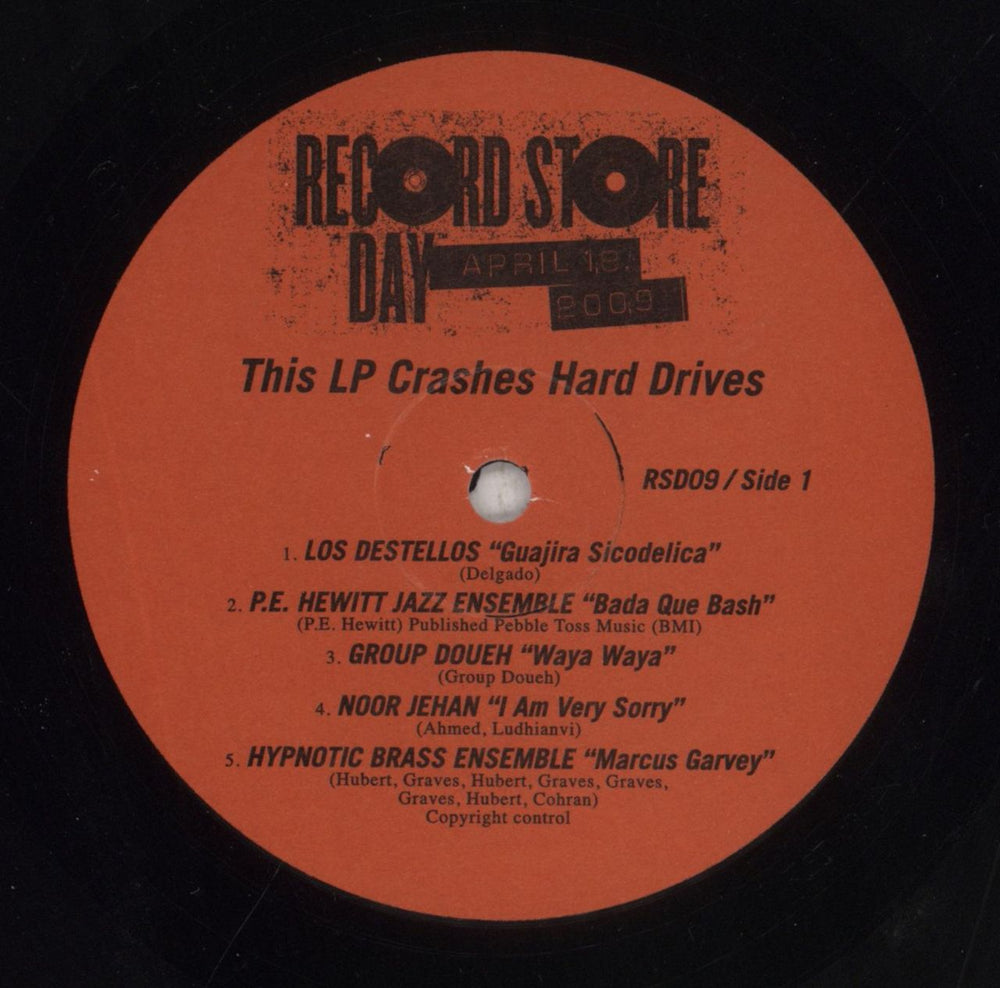 RECORD STORE
DAY APRIL 18,
2009
This LP Crashes Hard Drives
RSD09 / Side 1
1. LOS DESTELLOS “Guajira Sicodelica”
(Delgado)
2. P.E. HEWITT JAZZ ENSEMBLE “Bada Que Bash”
(P.E. Hewitt) Published Pebble Toss Music (BMI)
3. GROUP DOUEH “Waya Waya”
(Group Doueh)
4. NOOR JEHAN “I Am Very Sorry”
(Ahmed, Ludhianvi)
5. HYPNOTIC BRASS ENSEMBLE “Marcus Garvey”
(Hubert, Graves, Hubert, Graves, Graves,
Graves, Hubert, Cohran)
Copyright control